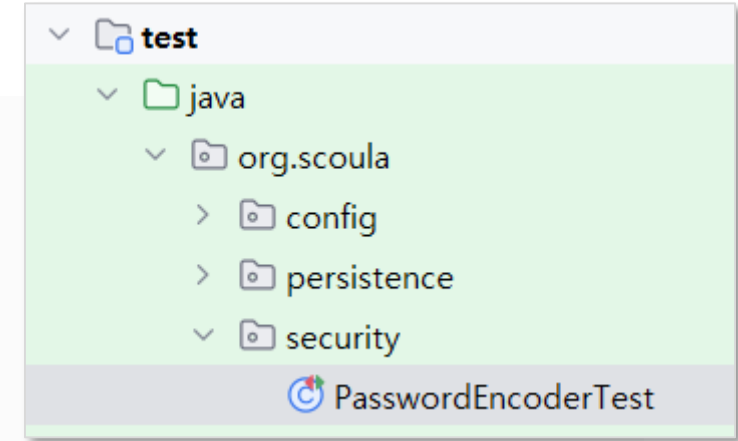 test
java
org.scoula
config
persistence
security
PasswordEncoderTest